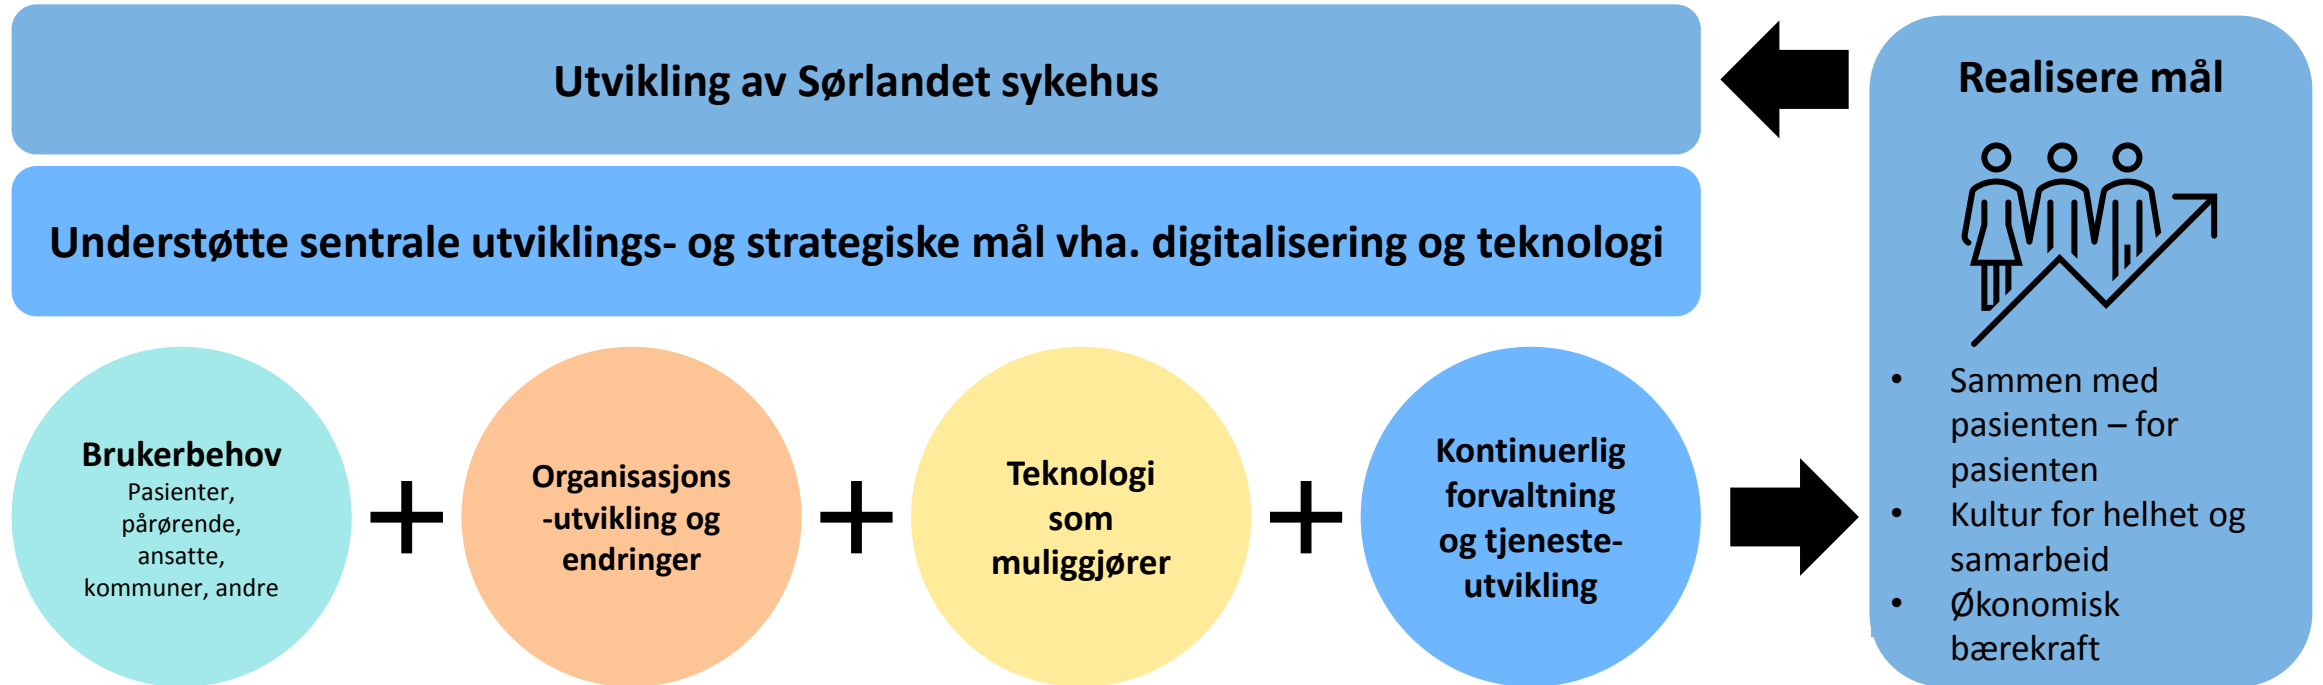 Utvikling av Sørlandet sykehus
Understøtte sentrale utviklings- og strategiske mål vha. digitalisering og teknologi
Brukerbehov
Pasienter,
pårørende,
ansatte,
kommuner, andre
Organisasjons
-utvikling og
endringer
Teknologi
som
muliggjører
Kontinuerlig
forvaltning
og tjeneste-
utvikling
Realisere mål
• Sammen med
pasienten – for
pasienten
• Kultur for helhet og
samarbeid
• Økonomisk
bærekraft